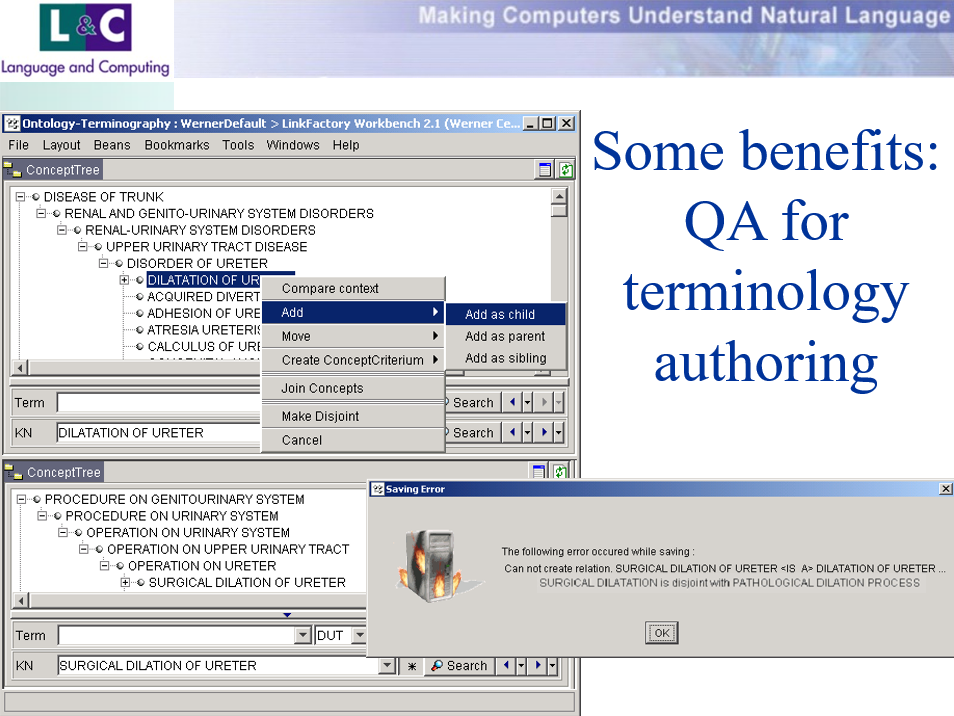 L&C
Language and Computing
Making Computers Understand Natural Language
Some benefits:
QA for
terminology
authoring
Ontology-Terminography : WernerDefault > LinkFactory Workbench 2.1 (Werner Ce...
File Layout Beans Bookmarks Tools Windows Help
ConceptTree
DISEASE OF TRUNK
RENAL AND GENITO-URINARY SYSTEM DISORDERS
RENAL-URINARY SYSTEM DISORDERS
UPPER URINARY TRACT DISEASE
DISORDER OF URETER
DILATATION OF UR
ACQUIRED DIVERT
ADHESION OF URE
ATRESIA URETERIS
CALCULUS OF URE
Compare context
Add
Move
Create ConceptCriterium
Join Concepts
Make Disjoint
Cancel
Add as child
Add as parent
Add as sibling
Term Search
KN DILATATION OF URETER Search
ConceptTree
PROCEDURE ON GENITOURINARY SYSTEM
PROCEDURE ON URINARY SYSTEM
OPERATION ON URINARY SYSTEM
OPERATION ON UPPER URINARY TRACT
OPERATION ON URETER
SURGICAL DILATION OF URETER
Term DUT
KN SURGICAL DILATION OF URETER * Search
Saving Error
The following error occured while saving :
Can not create relation. SURGICAL DILATION OF URETER <IS A> DILATATION OF URETER ...
SURGICAL DILATATION is disjoint with PATHOLOGICAL DILATION PROCESS
OK